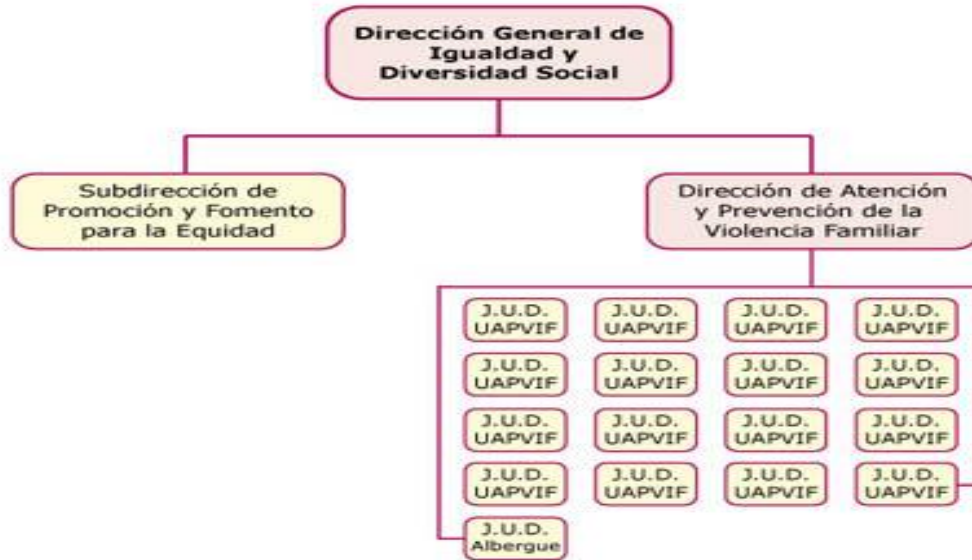 Dirección General de
Igualdad y
Diversidad Social
Subdirección de
Promoción y Fomento
para la Equidad
Dirección de Atención
y Prevención de la
Violencia Familiar
J.U.D.
UAPVIF
J.U.D.
UAPVIF
J.U.D.
UAPVIF
J.U.D.
UAPVIF
J.U.D.
UAPVIF
J.U.D.
UAPVIF
J.U.D.
UAPVIF
J.U.D.
UAPVIF
J.U.D.
UAPVIF
J.U.D.
UAPVIF
J.U.D.
UAPVIF
J.U.D.
UAPVIF
J.U.D.
UAPVIF
J.U.D.
UAPVIF
J.U.D.
UAPVIF
J.U.D.
UAPVIF
J.U.D.
Albergue